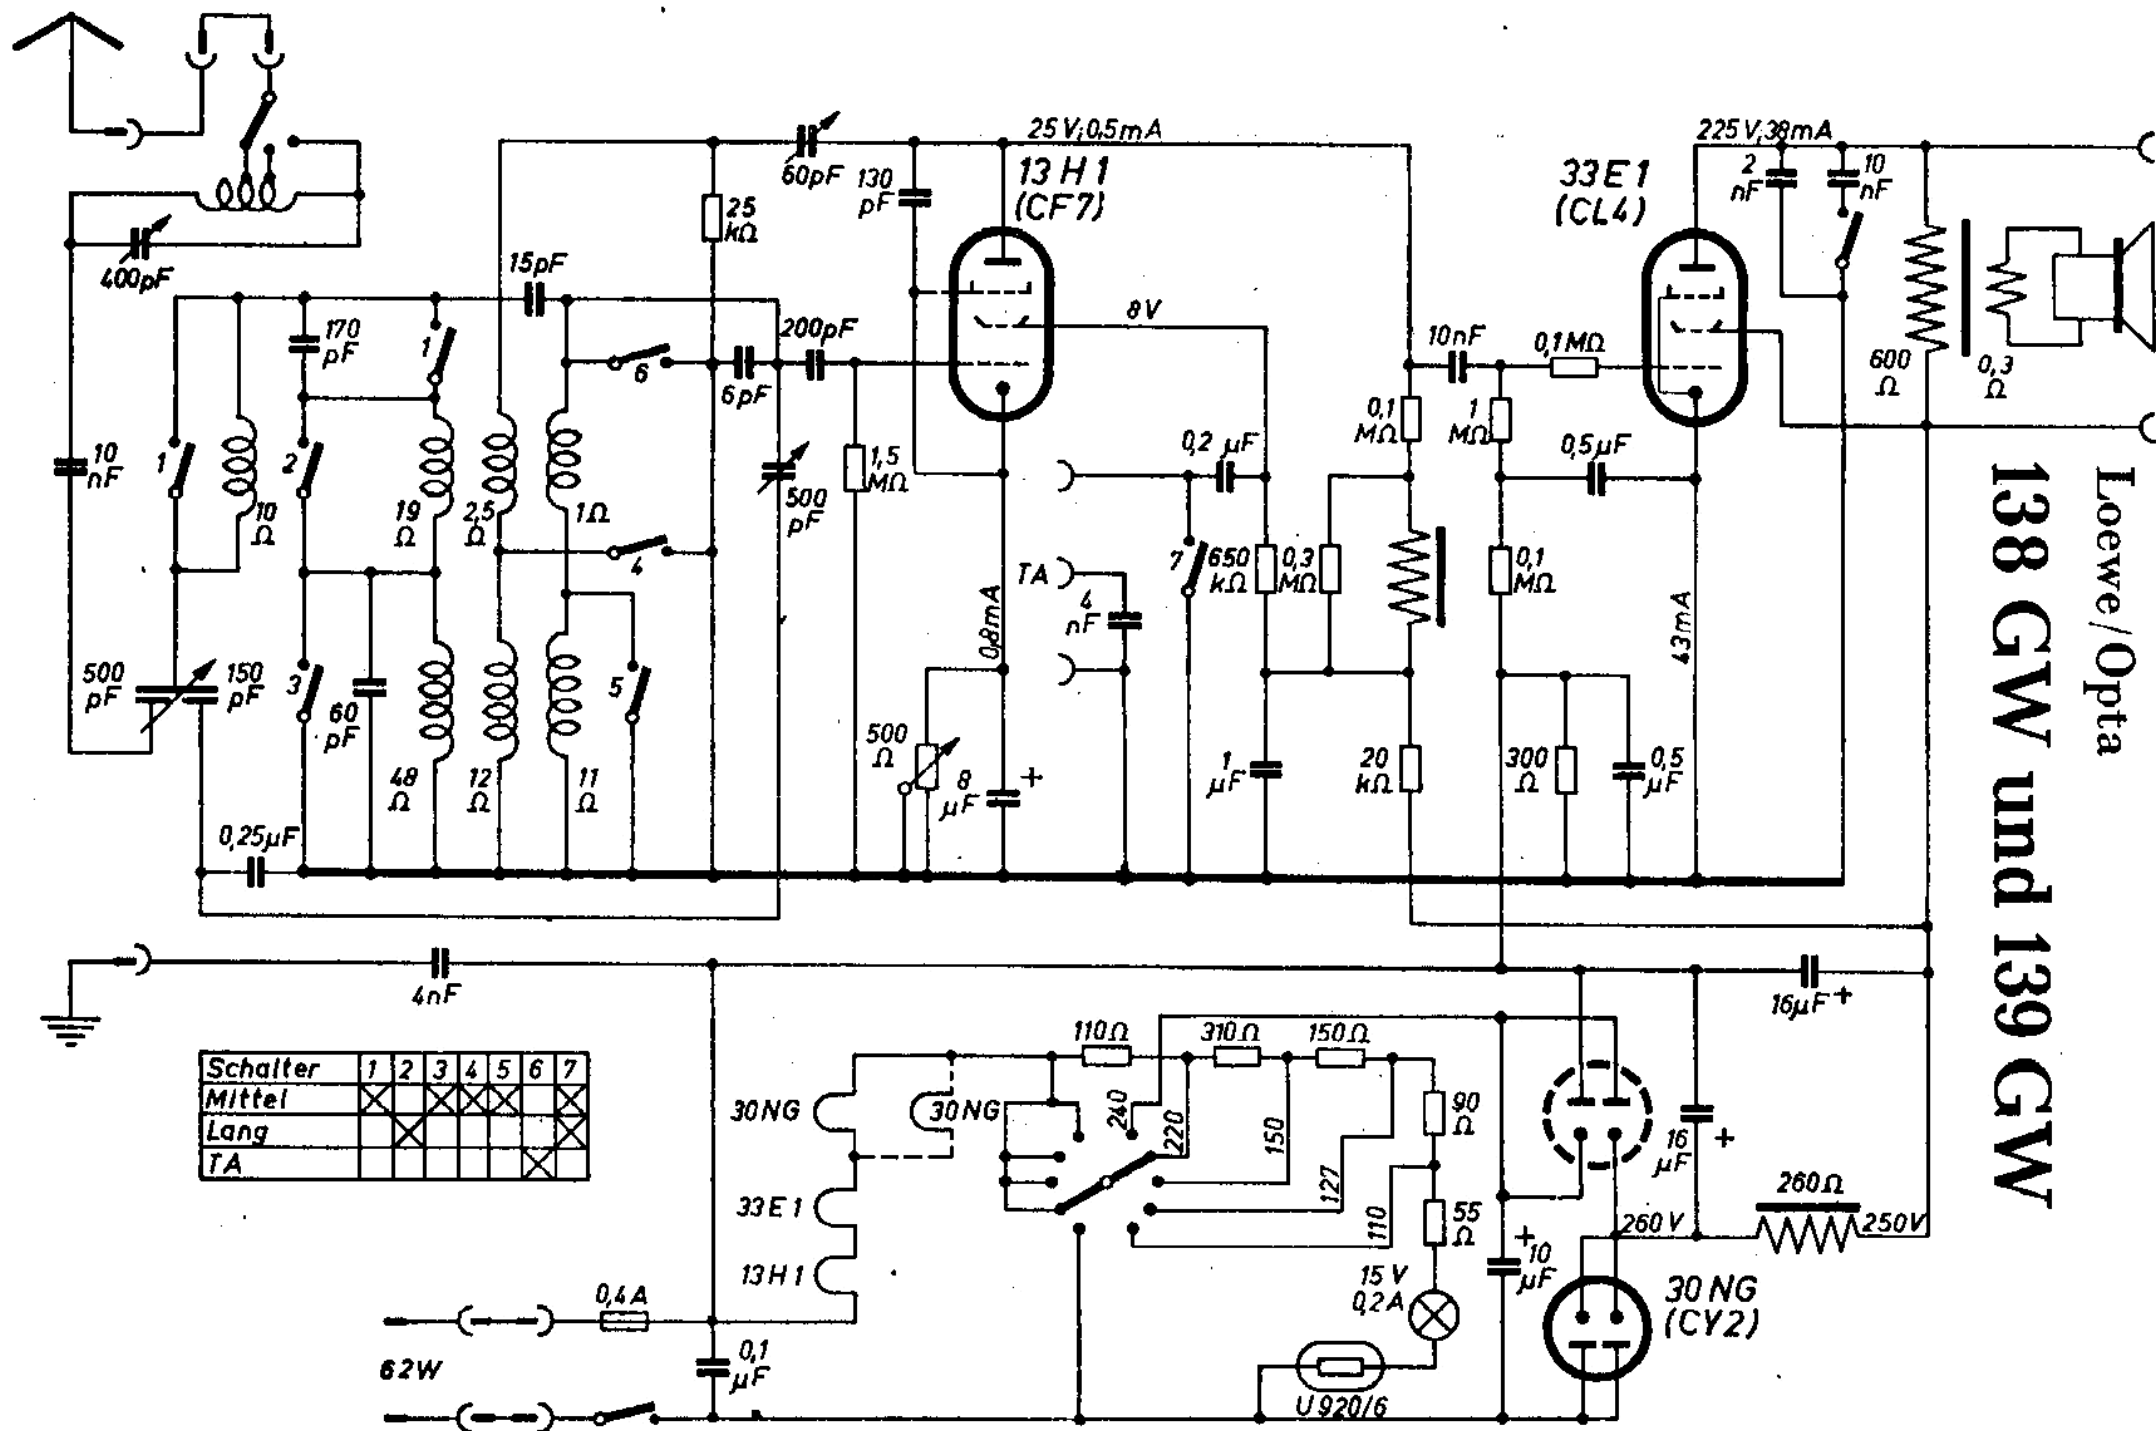 25 V; 0,5 mA
13 H 1
(CF7)
225 V; 38 mA
33 E 1
(CL4)
2 nF
10 nF
60pF
130 pF
25 kΩ
400pF
15pF
170 pF
1
200pF
6
6pF
8V
10nF
0,1 MΩ
600 Ω
0,3 Ω
10 nF
1
10 Ω
2
19 Ω
2,5 Ω
1Ω
4
500 pF
1,5 MΩ
0,2 µF
0,1 MΩ
1 MΩ
0,5 µF
TA
4 nF
7
650 kΩ
0,3 MΩ
0,1 MΩ
0,8mA
43mA
500 pF
150 pF
3
60 pF
48 Ω
12 Ω
11 Ω
5
500 Ω
8 µF
+
1 µF
20 kΩ
300 Ω
0,5 µF
0,25µF
4nF
16µF +
Loewe/Opta
138 GW und 139 GW
Schalter 1 2 3 4 5 6 7
Mittel
Lang
TA
110Ω
310Ω
150Ω
30NG
30NG
240
220
150
127
110
90 Ω
55 Ω
33 E 1
13 H 1
15 V
0,2 A
U 920/6
+ 10 µF
16 µF +
260Ω
260 V
250V
30 NG
(CY2)
0,4 A
62W
0,1 µF